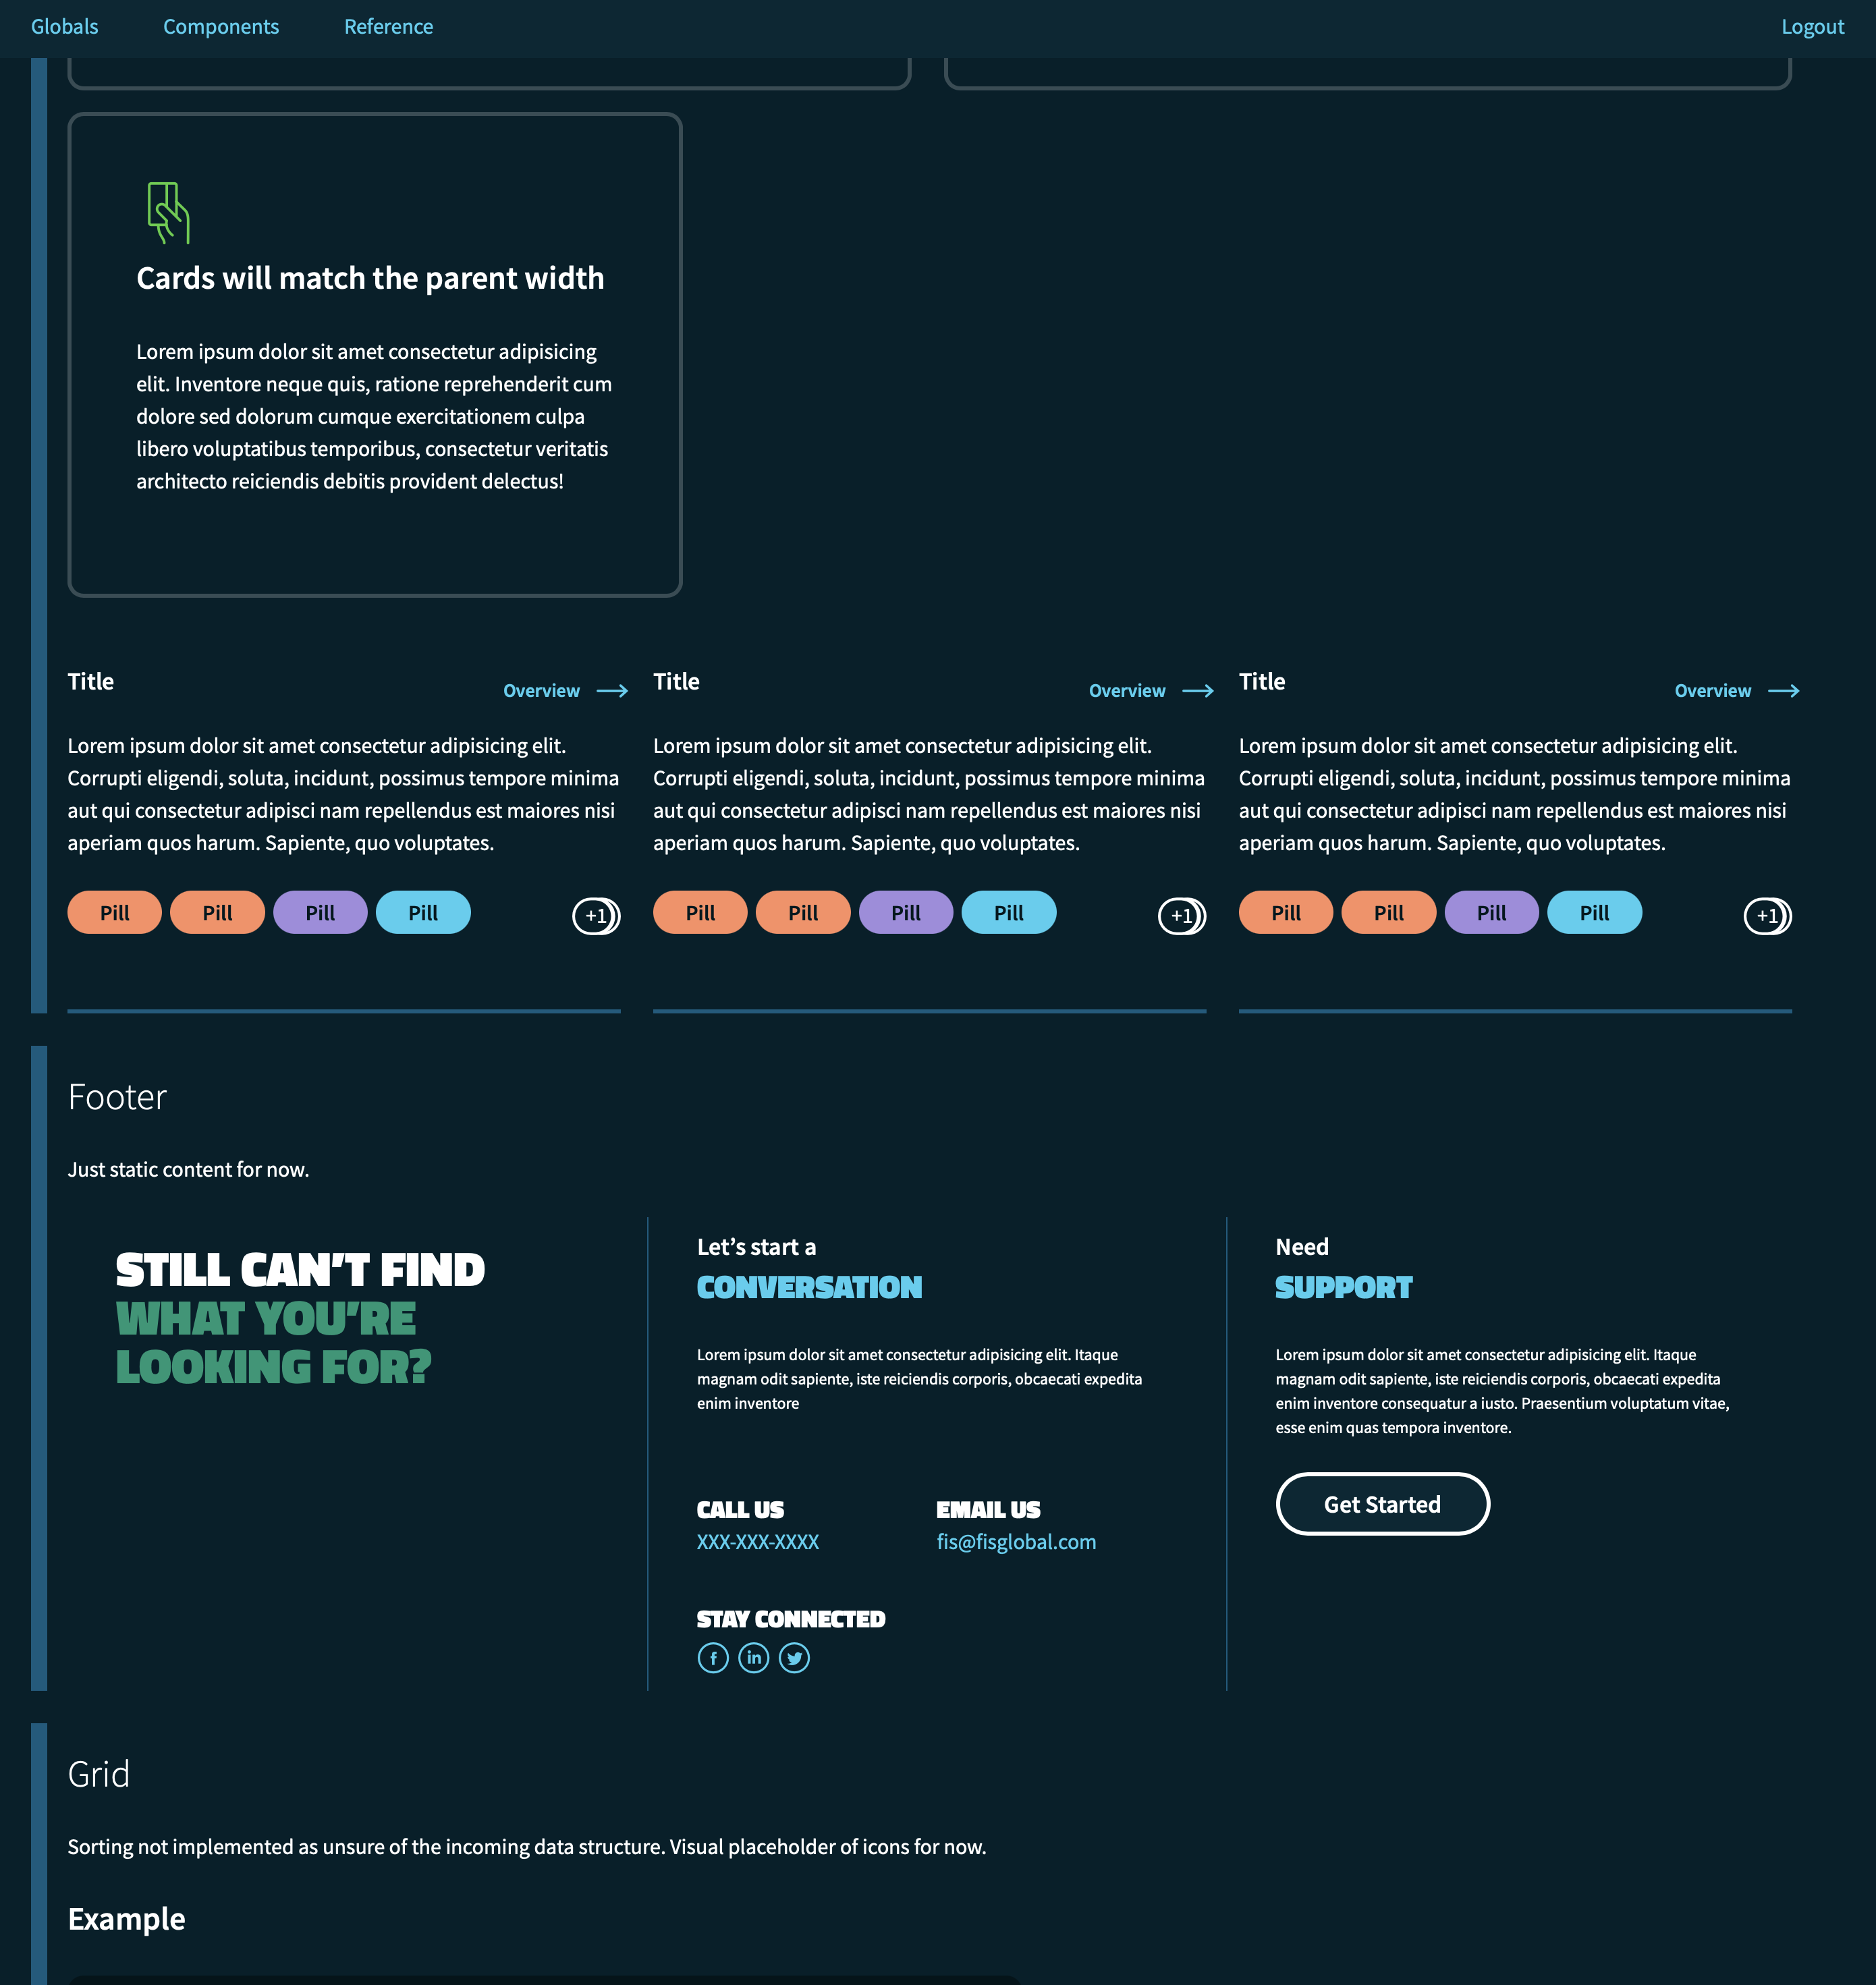 Globals
Components
Reference
Logout
Cards will match the parent width
Lorem ipsum dolor sit amet consectetur adipisicing
elit. Inventore neque quis, ratione reprehenderit cum
dolore sed dolorum cumque exercitationem culpa
libero voluptatibus temporibus, consectetur veritatis
architecto reiciendis debitis provident delectus!
Title
Overview
Lorem ipsum dolor sit amet consectetur adipisicing elit.
Corrupti eligendi, soluta, incidunt, possimus tempore minima
aut qui consectetur adipisci nam repellendus est maiores nisi
aperiam quos harum. Sapiente, quo voluptates.
Pill
Pill
Pill
Pill
+1
Title
Overview
Lorem ipsum dolor sit amet consectetur adipisicing elit.
Corrupti eligendi, soluta, incidunt, possimus tempore minima
aut qui consectetur adipisci nam repellendus est maiores nisi
aperiam quos harum. Sapiente, quo voluptates.
Pill
Pill
Pill
Pill
+1
Title
Overview
Lorem ipsum dolor sit amet consectetur adipisicing elit.
Corrupti eligendi, soluta, incidunt, possimus tempore minima
aut qui consectetur adipisci nam repellendus est maiores nisi
aperiam quos harum. Sapiente, quo voluptates.
Pill
Pill
Pill
Pill
+1
Footer
Just static content for now.
STILL CAN'T FIND
WHAT YOU'RE
LOOKING FOR?
Let's start a
CONVERSATION
Lorem ipsum dolor sit amet consectetur adipisicing elit. Itaque
magnam odit sapiente, iste reiciendis corporis, obcaecati expedita
enim inventore
CALL US
XXX-XXX-XXXX
EMAIL US
fis@fisglobal.com
STAY CONNECTED
f
in
Need
SUPPORT
Lorem ipsum dolor sit amet consectetur adipisicing elit. Itaque
magnam odit sapiente, iste reiciendis corporis, obcaecati expedita
enim inventore consequatur a iusto. Praesentium voluptatum vitae,
esse enim quas tempora inventore.
Get Started
Grid
Sorting not implemented as unsure of the incoming data structure. Visual placeholder of icons for now.
Example